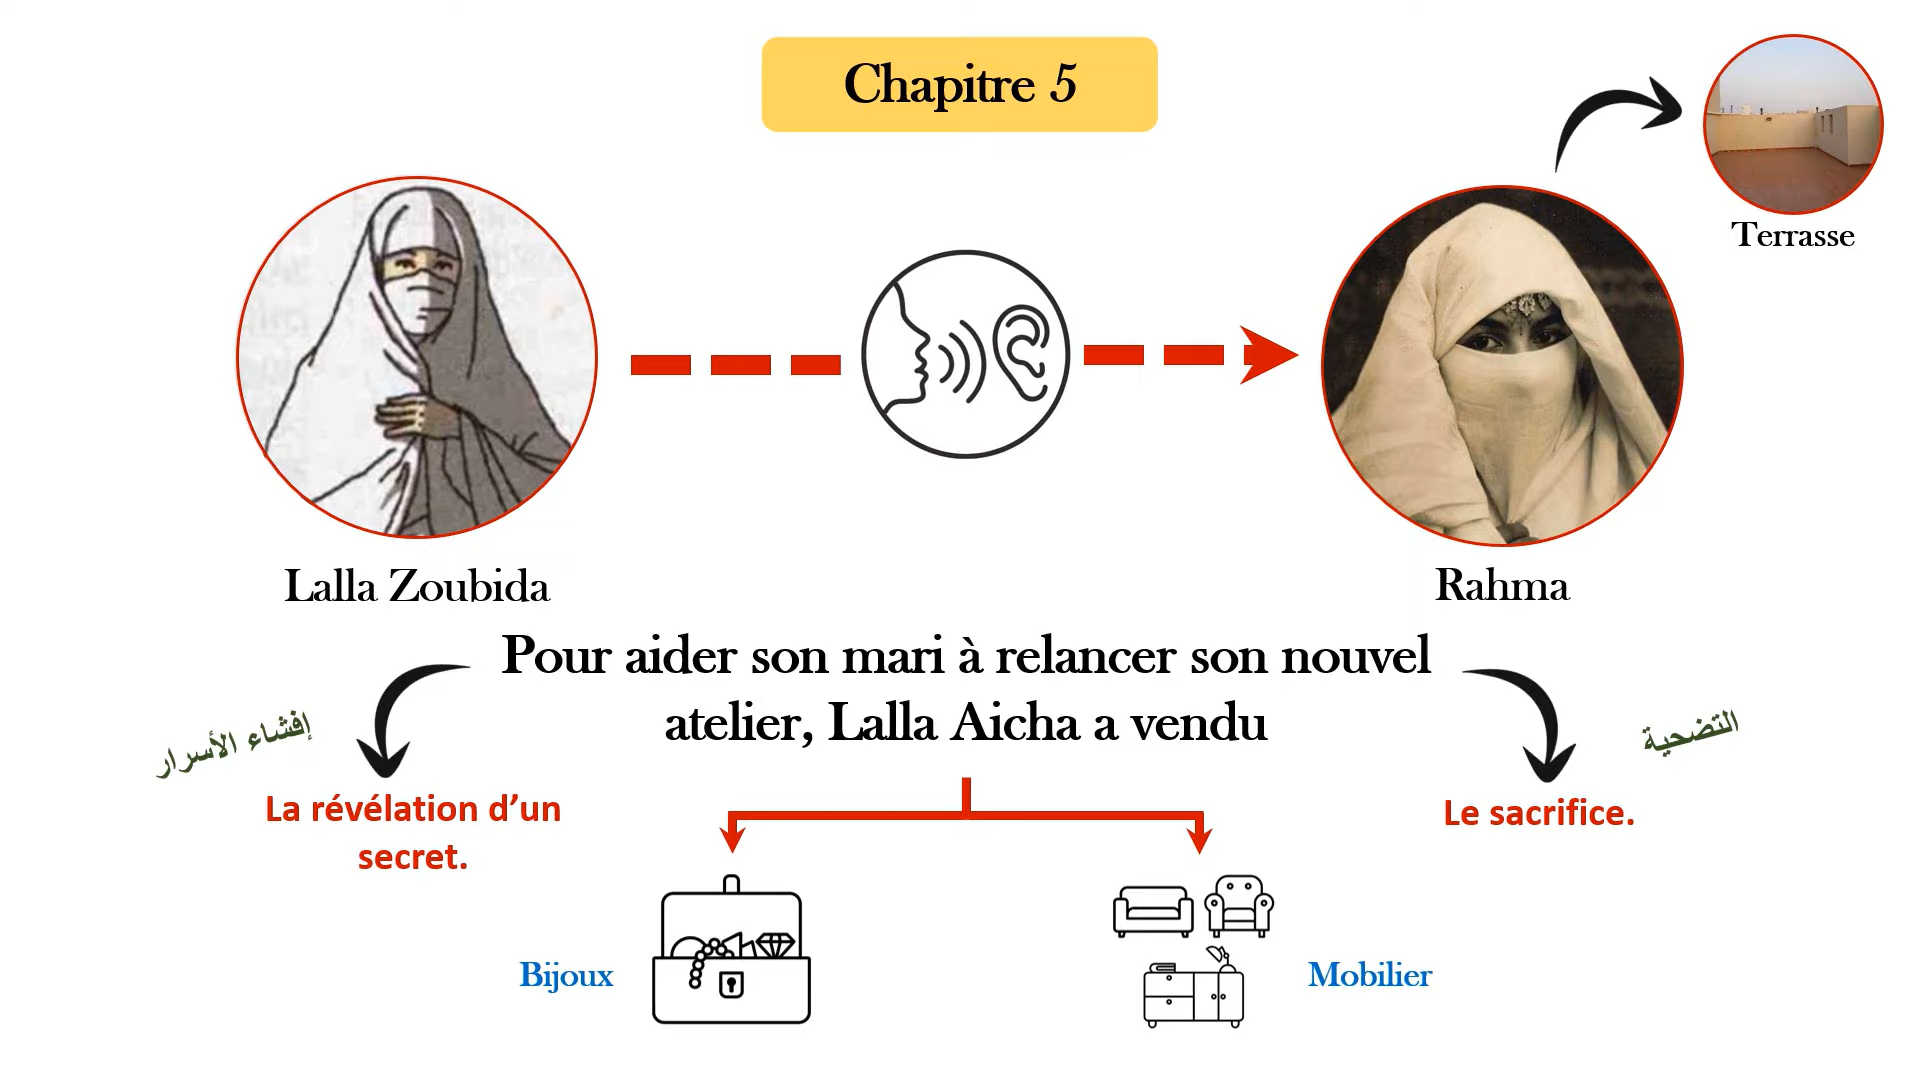 Chapitre 5
Terrasse
Lalla Zoubida
Rahma
Pour aider son mari à relancer son nouvel
atelier, Lalla Aicha a vendu
إفشاء الأسرار
التضحية
La révélation d’un
secret.
Le sacrifice.
Bijoux
Mobilier